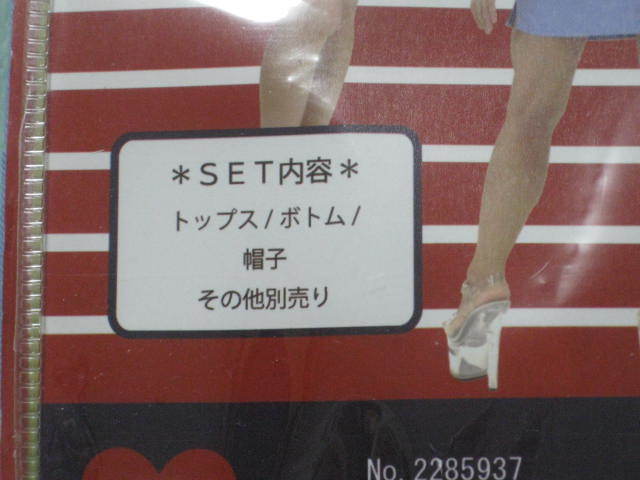 ＊ＳＥＴ内容＊
トップス/ボトム/
帽子
その他別売り
No. 2285937